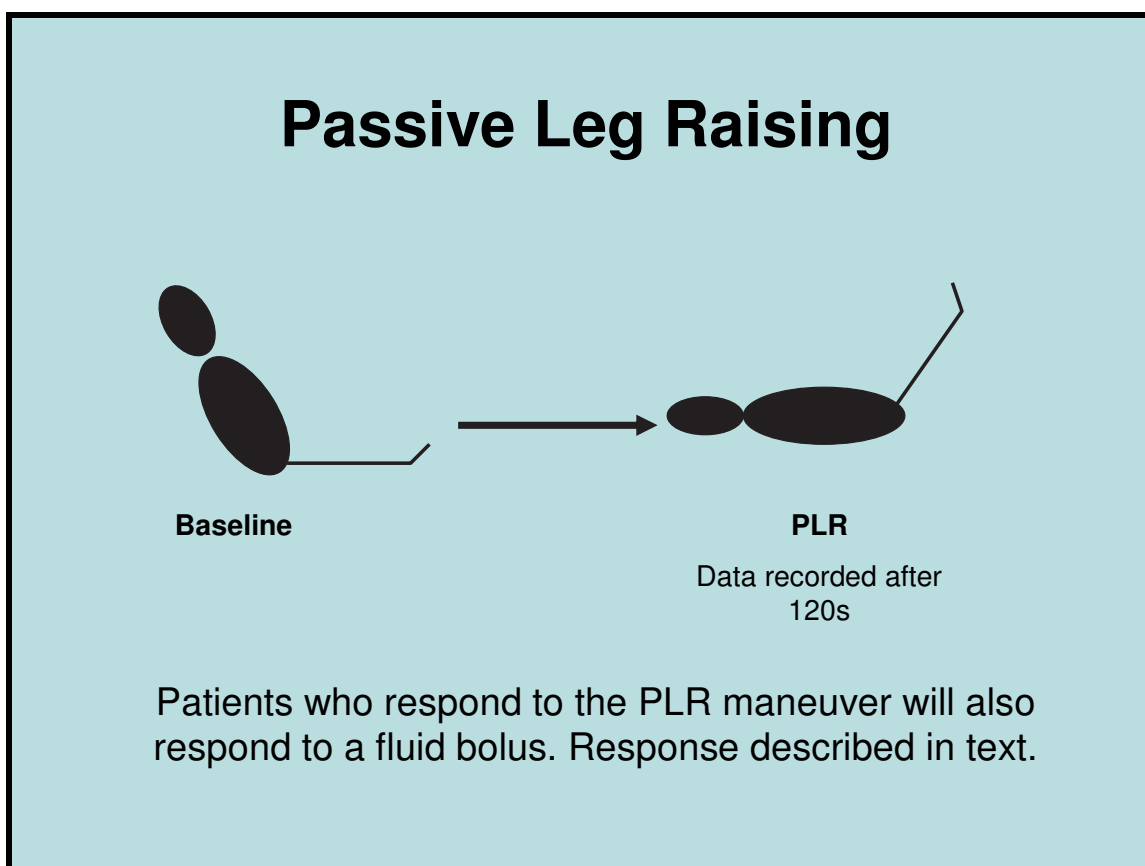 Passive Leg Raising
Baseline
PLR
Data recorded after
120s
Patients who respond to the PLR maneuver will also
respond to a fluid bolus. Response described in text.